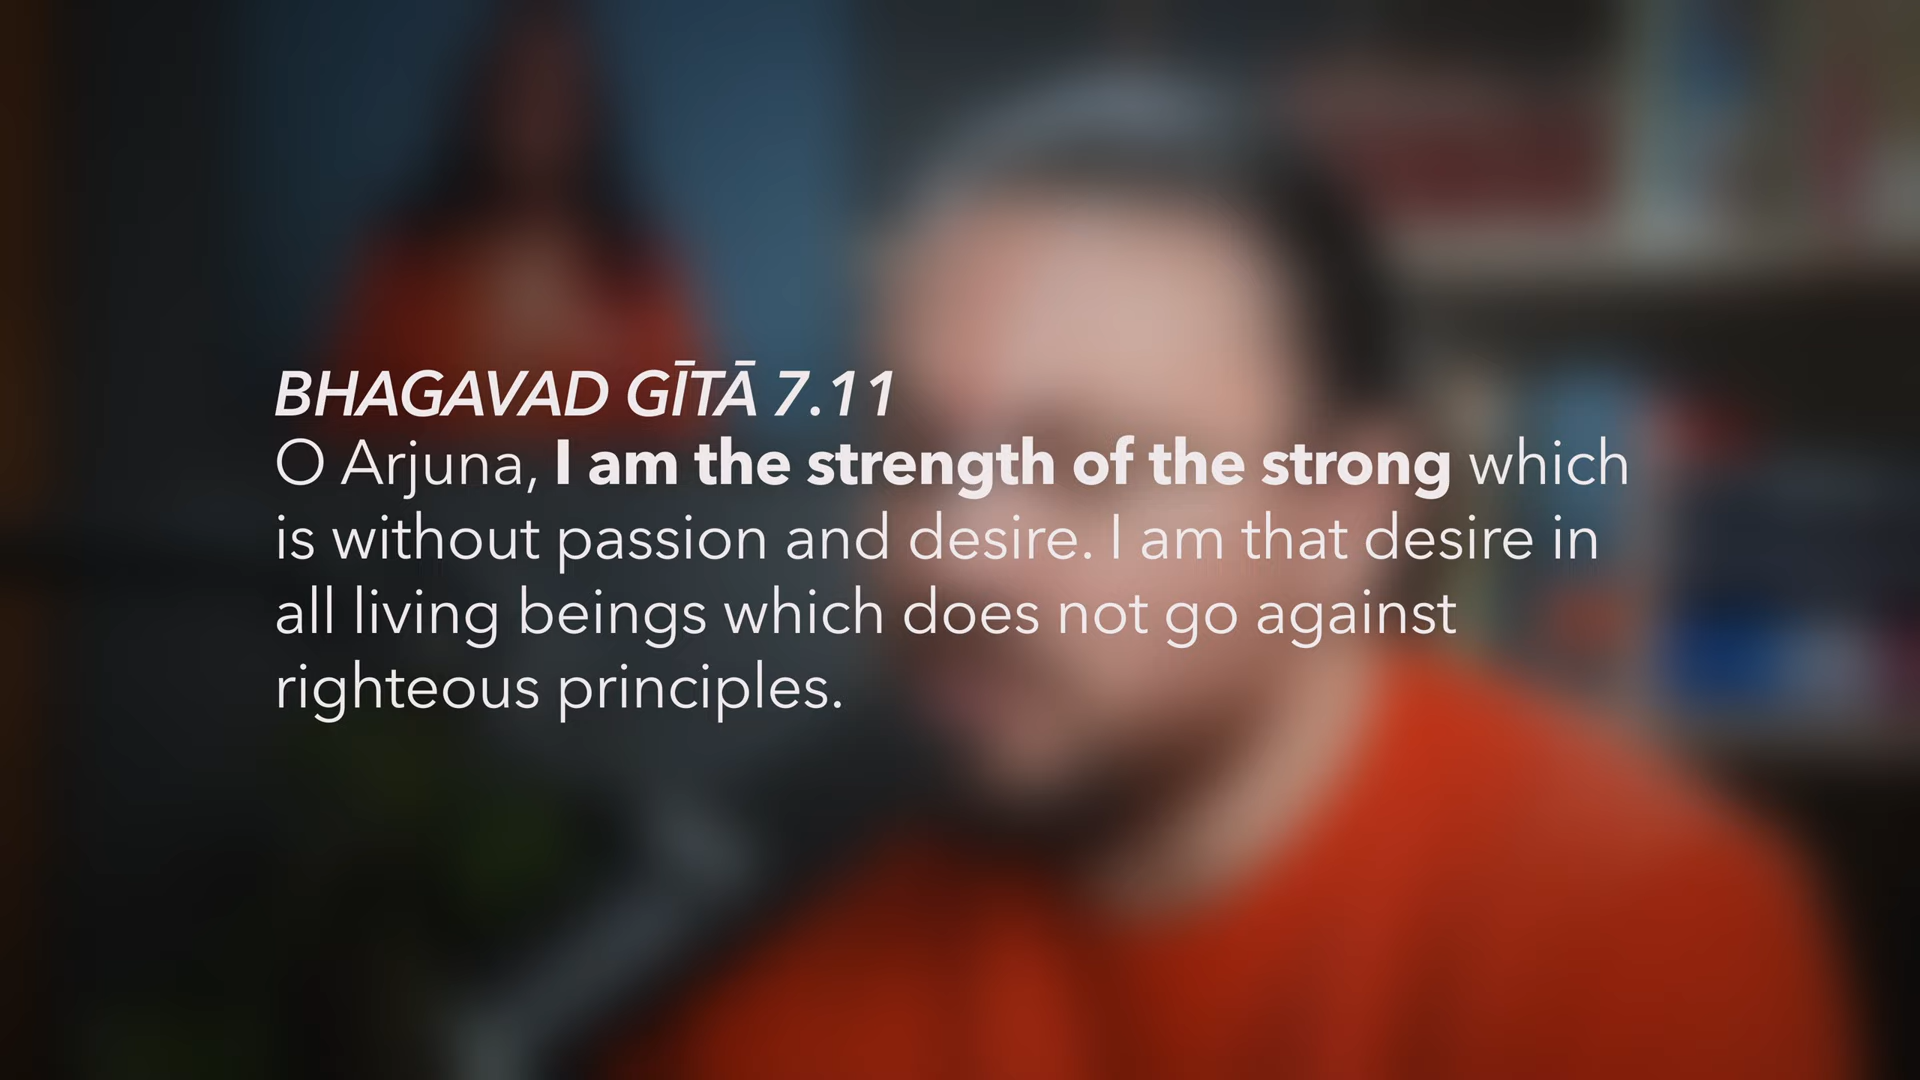 BHAGAVAD GĪTĀ 7.11
O Arjuna, I am the strength of the strong which
is without passion and desire. I am that desire in
all living beings which does not go against
righteous principles.